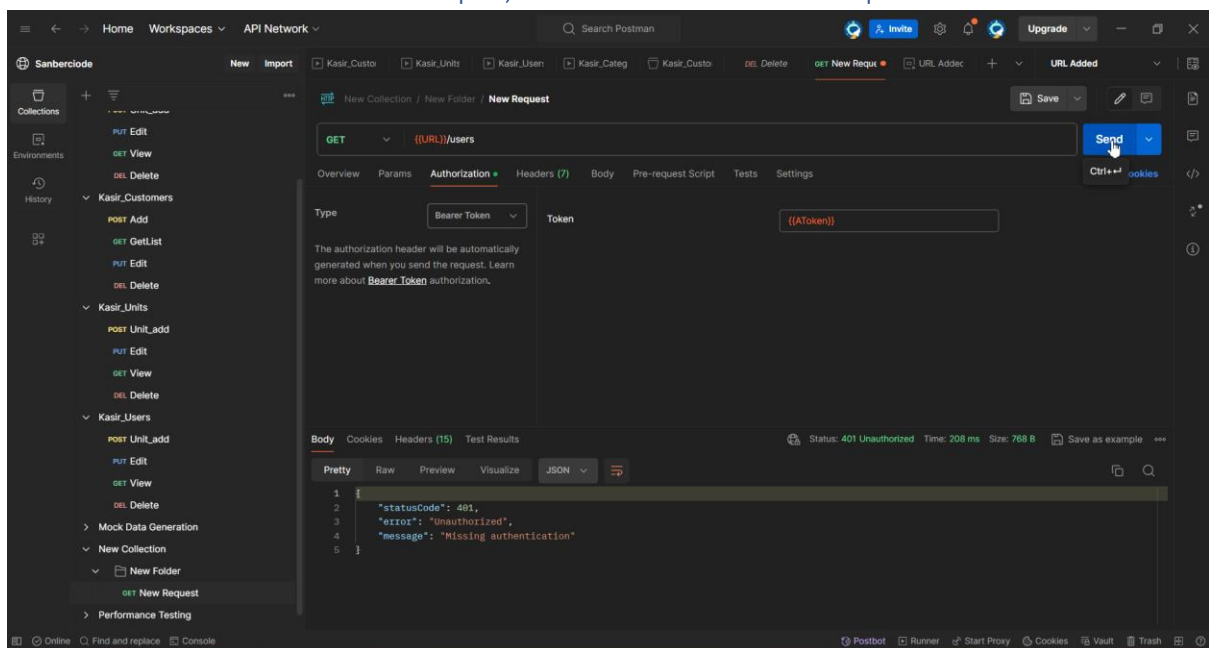 Home Workspaces API Network Search Postman Invite Upgrade
Sanberciode New Import Kasir_Custor Kasir_Units Kasir_User: Kasir_Categ Kasir_Custo DEL Delete GET New Reque URL Addec URL Added
Collections
New Collection / New Folder / New Request Save
PUT Edit
GET {{URL}}/users Send
Environments
GET View
DEL Delete
Overview Params Authorization Headers (7) Body Pre-request Script Tests Settings Ctrl+↵ ookies
History
Kasir_Customers
Type Bearer Token Token {{AToken}}
POST Add
GET GetList
The authorization header will be automatically
PUT Edit
generated when you send the request. Learn
DEL Delete
more about Bearer Token authorization.
Kasir_Units
POST Unit_add
PUT Edit
GET View
DEL Delete
Kasir_Users
POST Unit_add
Body Cookies Headers (15) Test Results Status: 401 Unauthorized Time: 208 ms Size: 768 B Save as example
PUT Edit
Pretty Raw Preview Visualize JSON
GET View
1 {
DEL Delete
2 "statusCode": 401,
3 "error": "Unauthorized",
Mock Data Generation
4 "message": "Missing authentication"
New Collection
5 }
New Folder
GET New Request
Performance Testing
Online Find and replace Console Postbot Runner Start Proxy Cookies Vault Trash